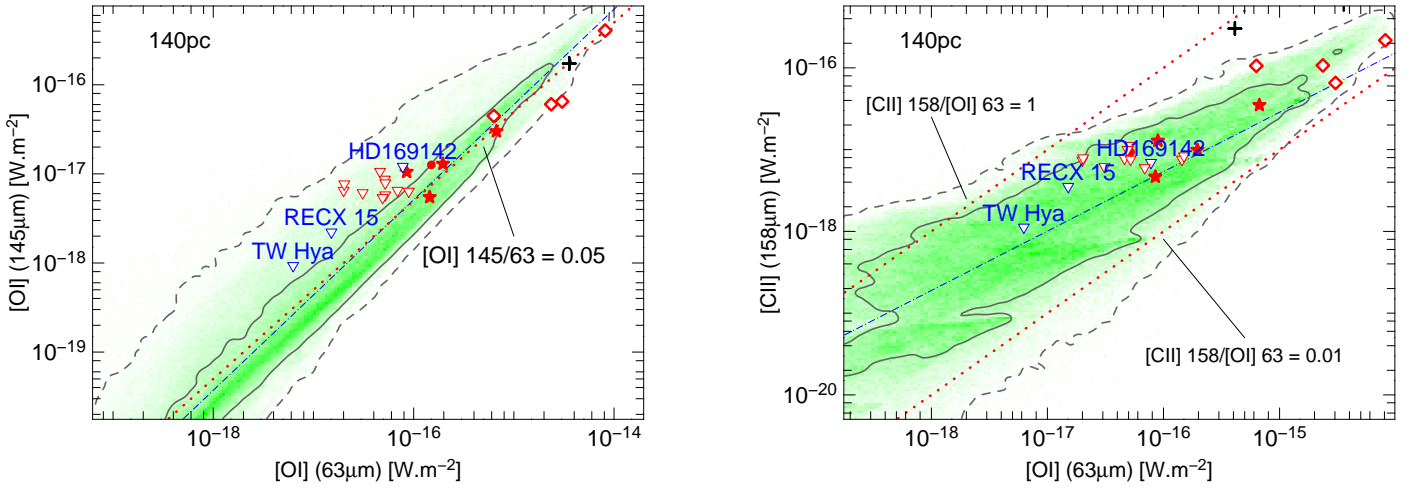 140pc
10−16
10−17
10−18
10−19
[OI] (145μm) [W.m−2]
HD169142
RECX 15
TW Hya
[OI] 145/63 = 0.05
10−18
10−16
10−14
[OI] (63μm) [W.m−2]
140pc
10−16
10−18
10−20
[CII] (158μm) [W.m−2]
[CII] 158/[OI] 63 = 1
HD169142
RECX 15
TW Hya
[CII] 158/[OI] 63 = 0.01
10−18
10−17
10−16
10−15
[OI] (63μm) [W.m−2]